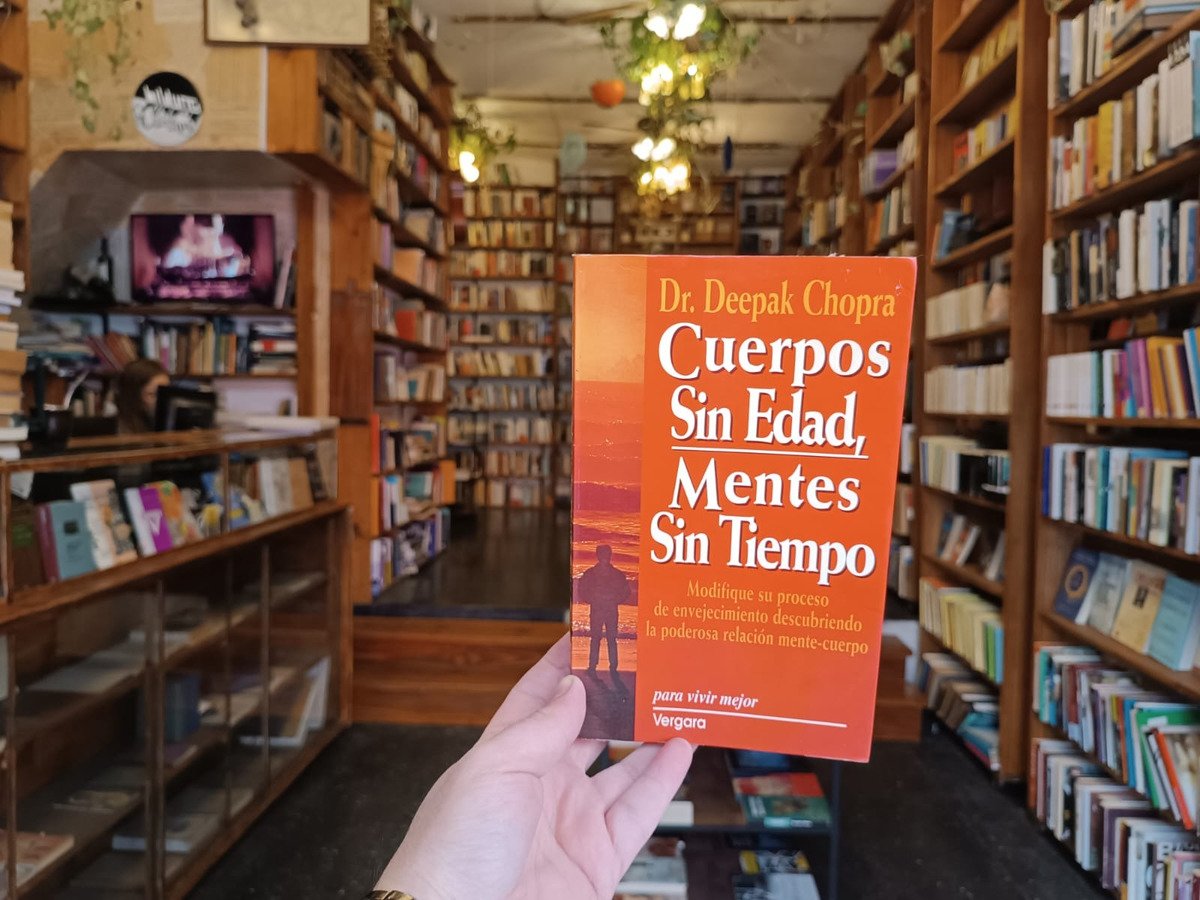 Dr. Deepak Chopra
Cuerpos
Sin Edad,
Mentes
Sin Tiempo
Modifique su proceso
de envejecimiento descubriendo
la poderosa relación mente-cuerpo
para vivir mejor
Vergara